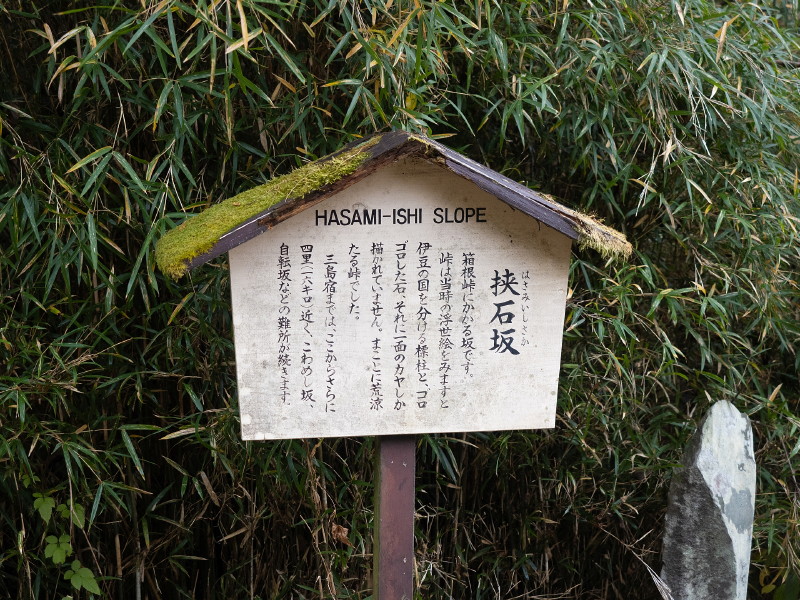 HASAMI-ISHI SLOPE
はさみいしさか
挟石坂
箱根峠にかかる坂です。
峠は当時の浮世絵をみますと
伊豆の国を分ける標柱と、ゴロ
ゴロした石、それに一面のカヤしか
描かれていません。まことに荒涼
たる峠でした。
三島宿までは、ここからさらに
四里(一六キロ)近く、こわめし坂、
自転坂などの難所が続きます。